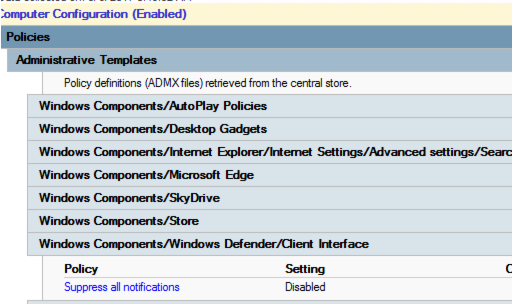 Computer Configuration (Enabled)
Policies
Administrative Templates
Policy definitions (ADMX files) retrieved from the central store.
Windows Components/AutoPlay Policies
Windows Components/Desktop Gadgets
Windows Components/Internet Explorer/Internet Settings/Advanced settings/Searc
Windows Components/Microsoft Edge
Windows Components/SkyDrive
Windows Components/Store
Windows Components/Windows Defender/Client Interface
Policy Setting C
Suppress all notifications Disabled